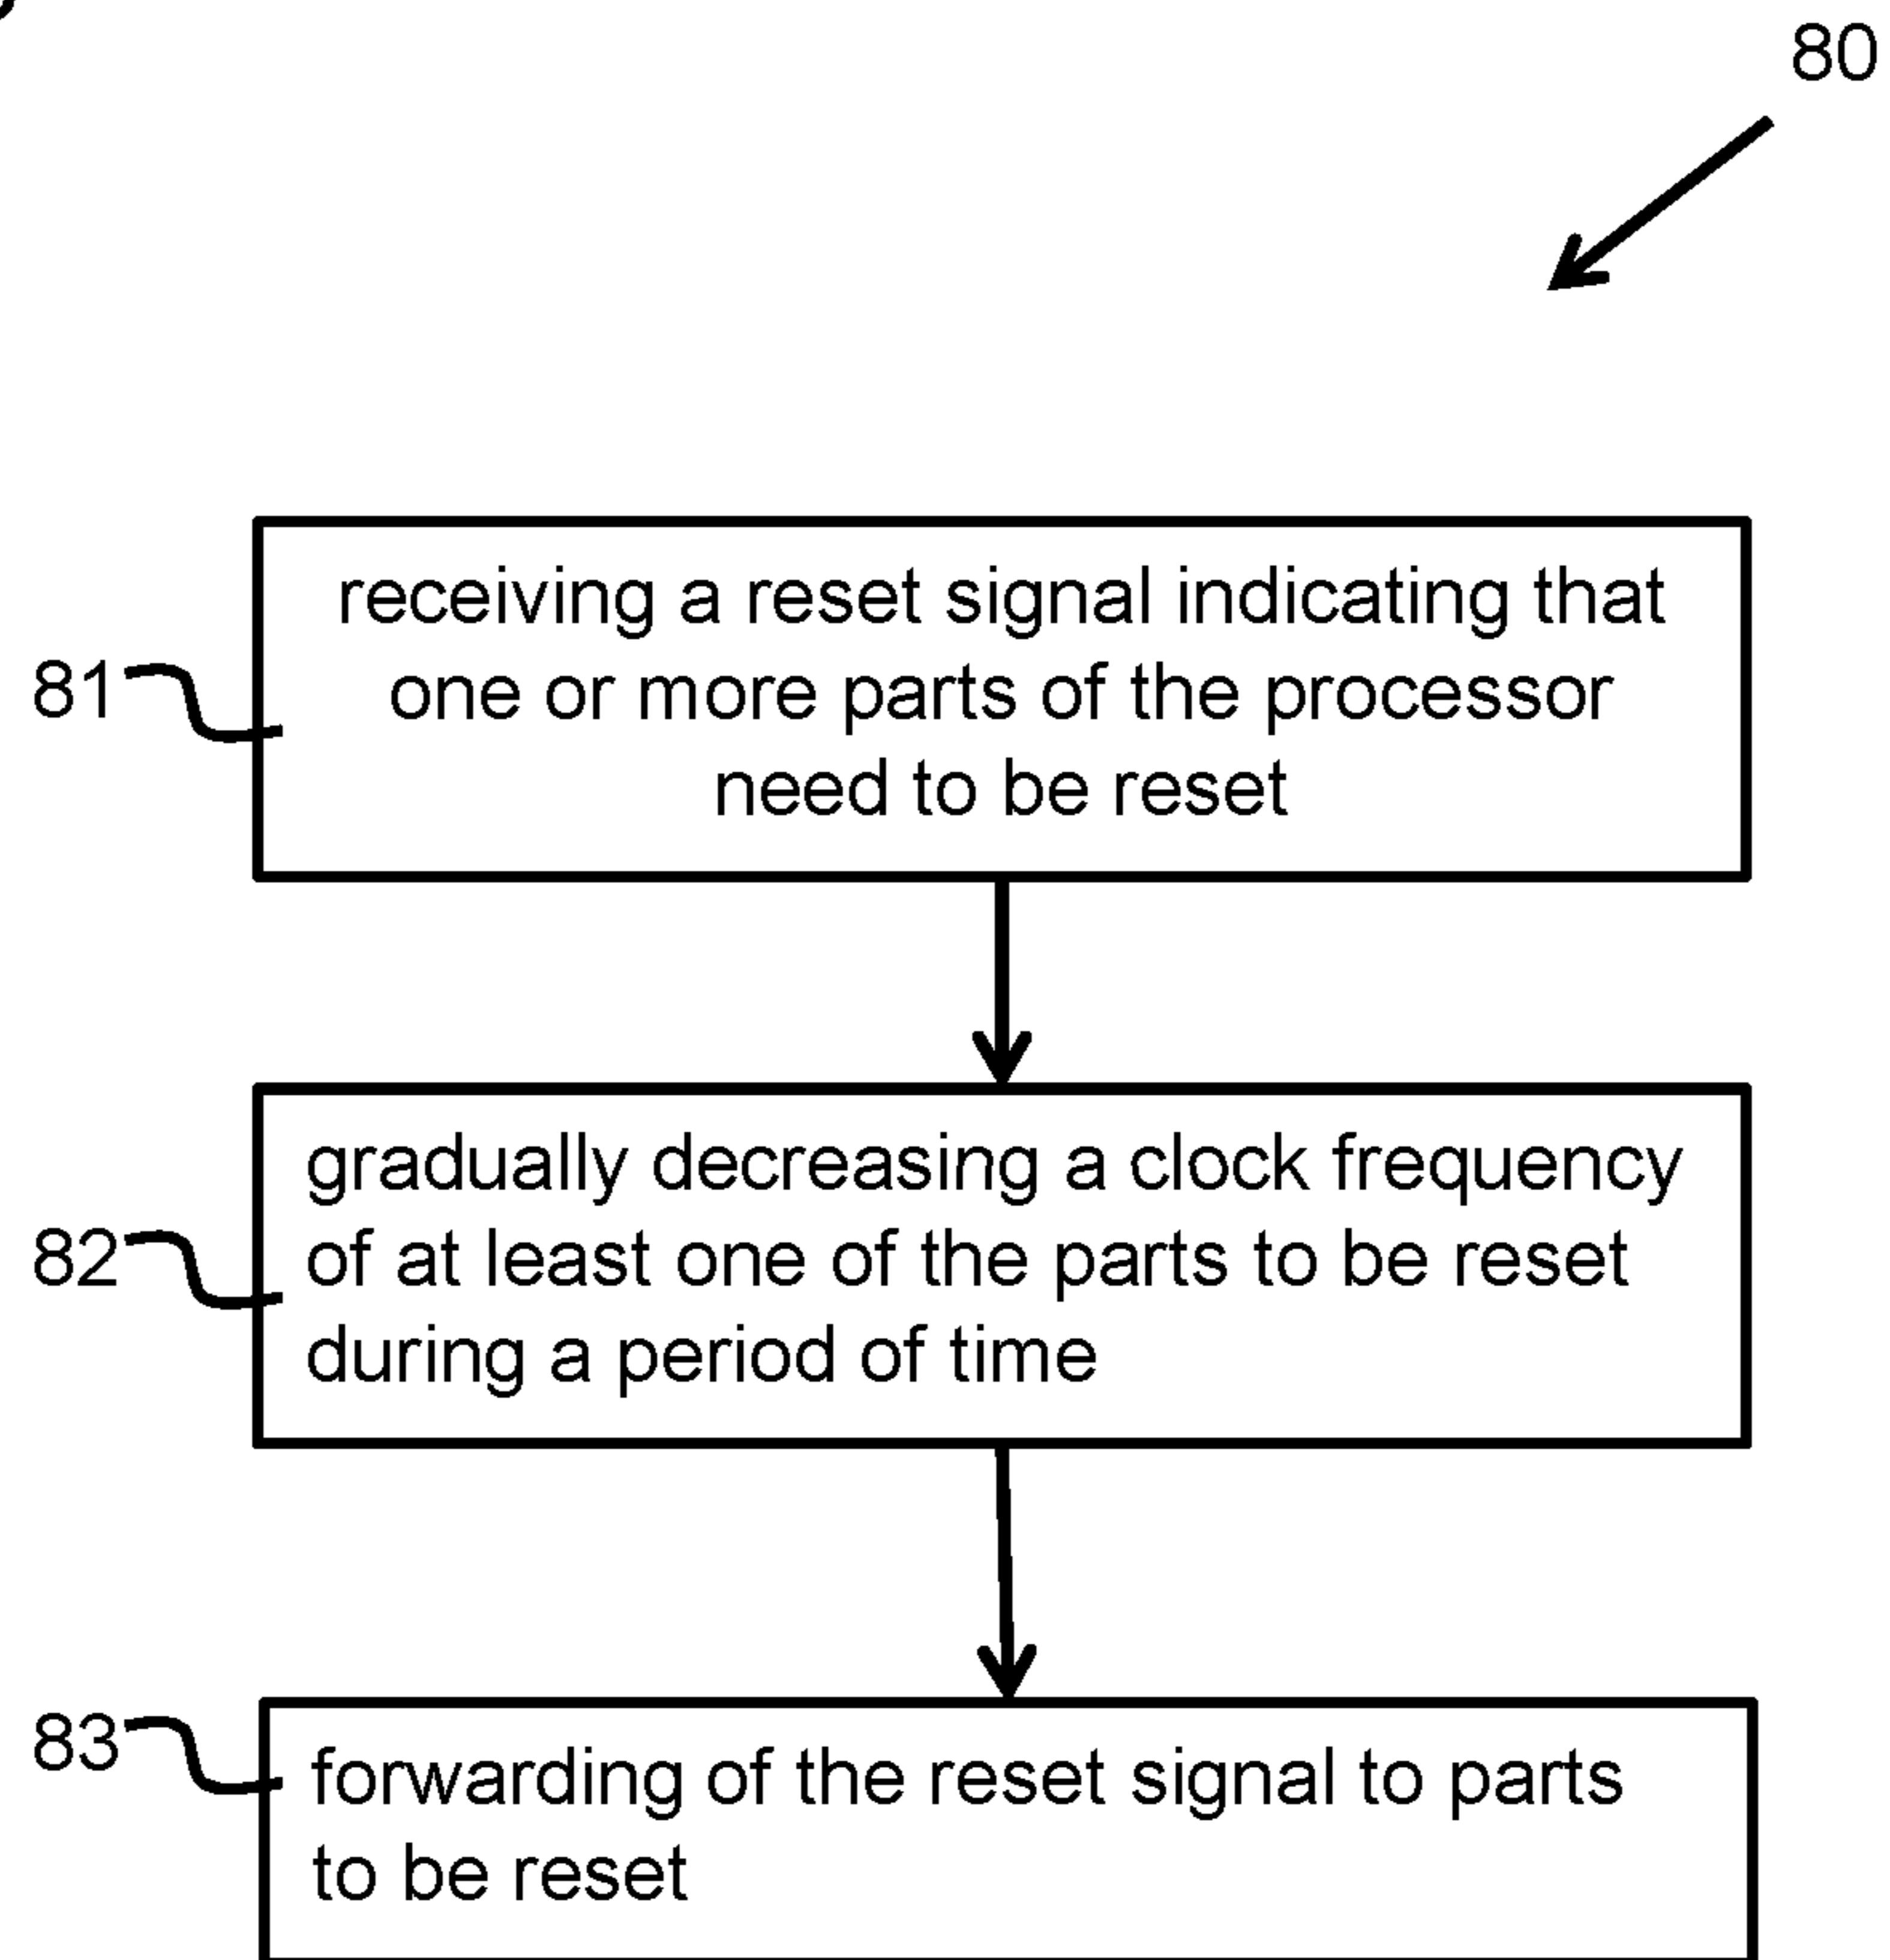 80
receiving a reset signal indicating that
one or more parts of the processor
need to be reset
81
gradually decreasing a clock frequency
of at least one of the parts to be reset
during a period of time
82
forwarding of the reset signal to parts
to be reset
83